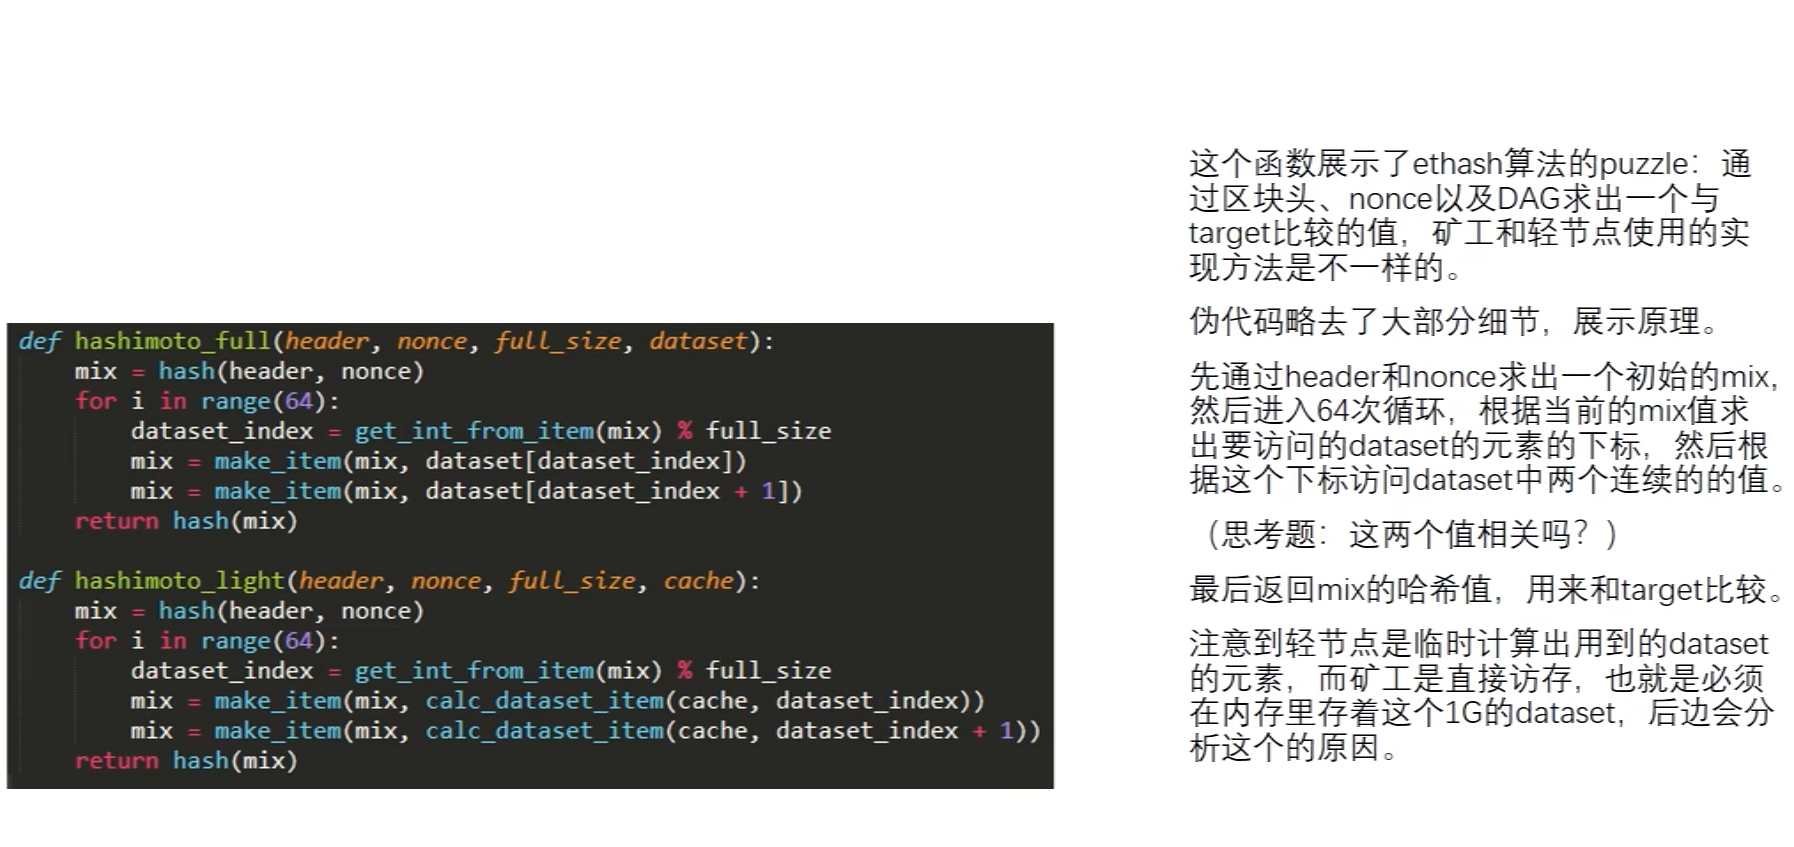 def hashimoto_full(header, nonce, full_size, dataset):
    mix = hash(header, nonce)
    for i in range(64):
        dataset_index = get_int_from_item(mix) % full_size
        mix = make_item(mix, dataset[dataset_index])
        mix = make_item(mix, dataset[dataset_index + 1])
    return hash(mix)

def hashimoto_light(header, nonce, full_size, cache):
    mix = hash(header, nonce)
    for i in range(64):
        dataset_index = get_int_from_item(mix) % full_size
        mix = make_item(mix, calc_dataset_item(cache, dataset_index))
        mix = make_item(mix, calc_dataset_item(cache, dataset_index + 1))
    return hash(mix)

这个函数展示了ethash算法的puzzle：通
过区块头、nonce以及DAG求出一个与
target比较的值，矿工和轻节点使用的实
现方法是不一样的。
伪代码略去了大部分细节，展示原理。
先通过header和nonce求出一个初始的mix,
然后进入64次循环，根据当前的mix值求
出要访问的dataset的元素的下标，然后根
据这个下标访问dataset中两个连续的的值。
（思考题：这两个值相关吗？）
最后返回mix的哈希值，用来和target比较。
注意到轻节点是临时计算出用到的dataset
的元素，而矿工是直接访存，也就是必须
在内存里存着这个1G的dataset，后边会分
析这个的原因。